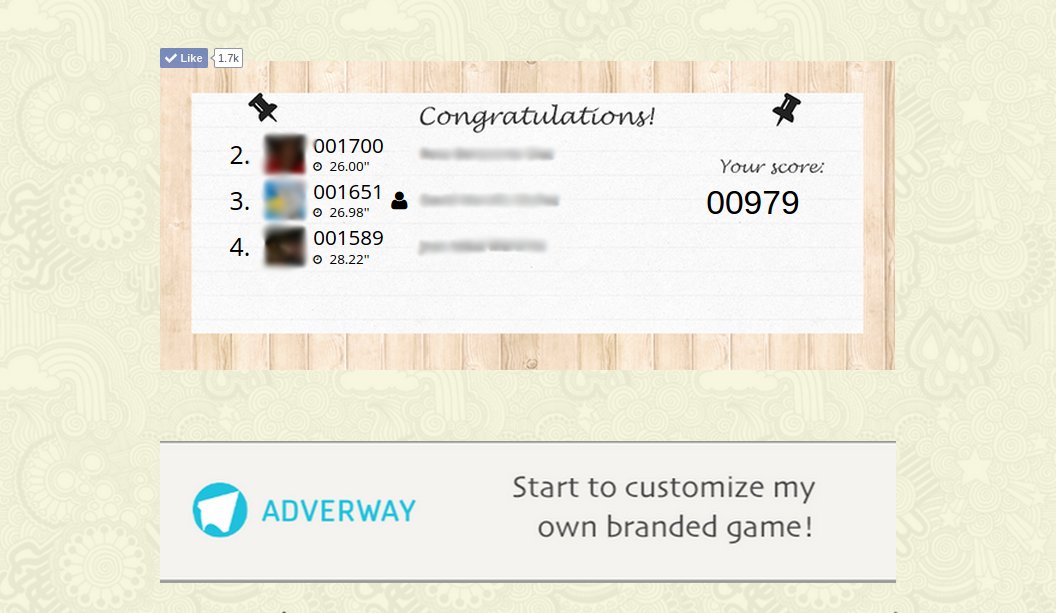 Like 1.7k
Congratulations!
2. 001700
26.00"
3. 001651
26.98"
4. 001589
28.22"
Your score:
00979
ADVERWAY
Start to customize my
own branded game!